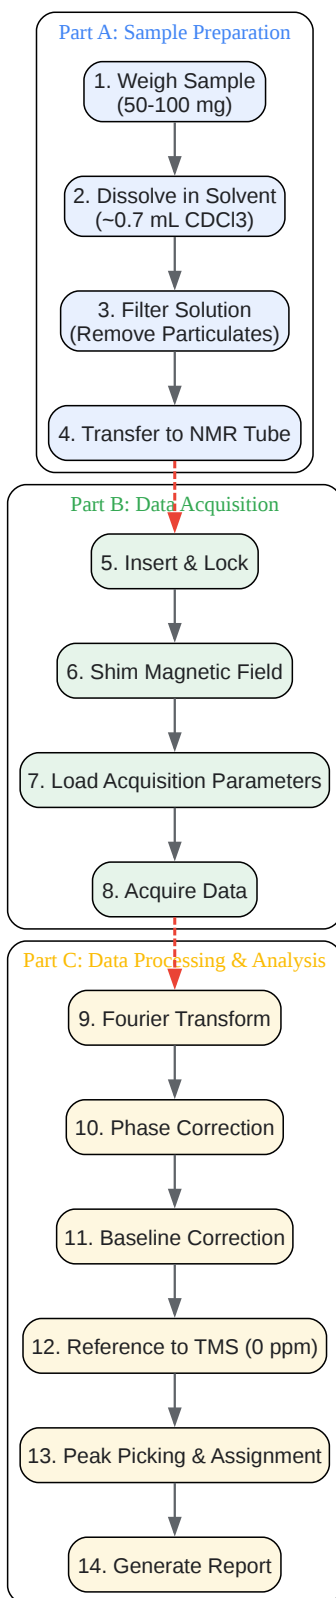 Part A: Sample Preparation
1. Weigh Sample
(50-100 mg)
2. Dissolve in Solvent
(~0.7 mL CDCl3)
3. Filter Solution
(Remove Particulates)
4. Transfer to NMR Tube
Part B: Data Acquisition
5. Insert & Lock
6. Shim Magnetic Field
7. Load Acquisition Parameters
8. Acquire Data
Part C: Data Processing & Analysis
9. Fourier Transform
10. Phase Correction
11. Baseline Correction
12. Reference to TMS (0 ppm)
13. Peak Picking & Assignment
14. Generate Report